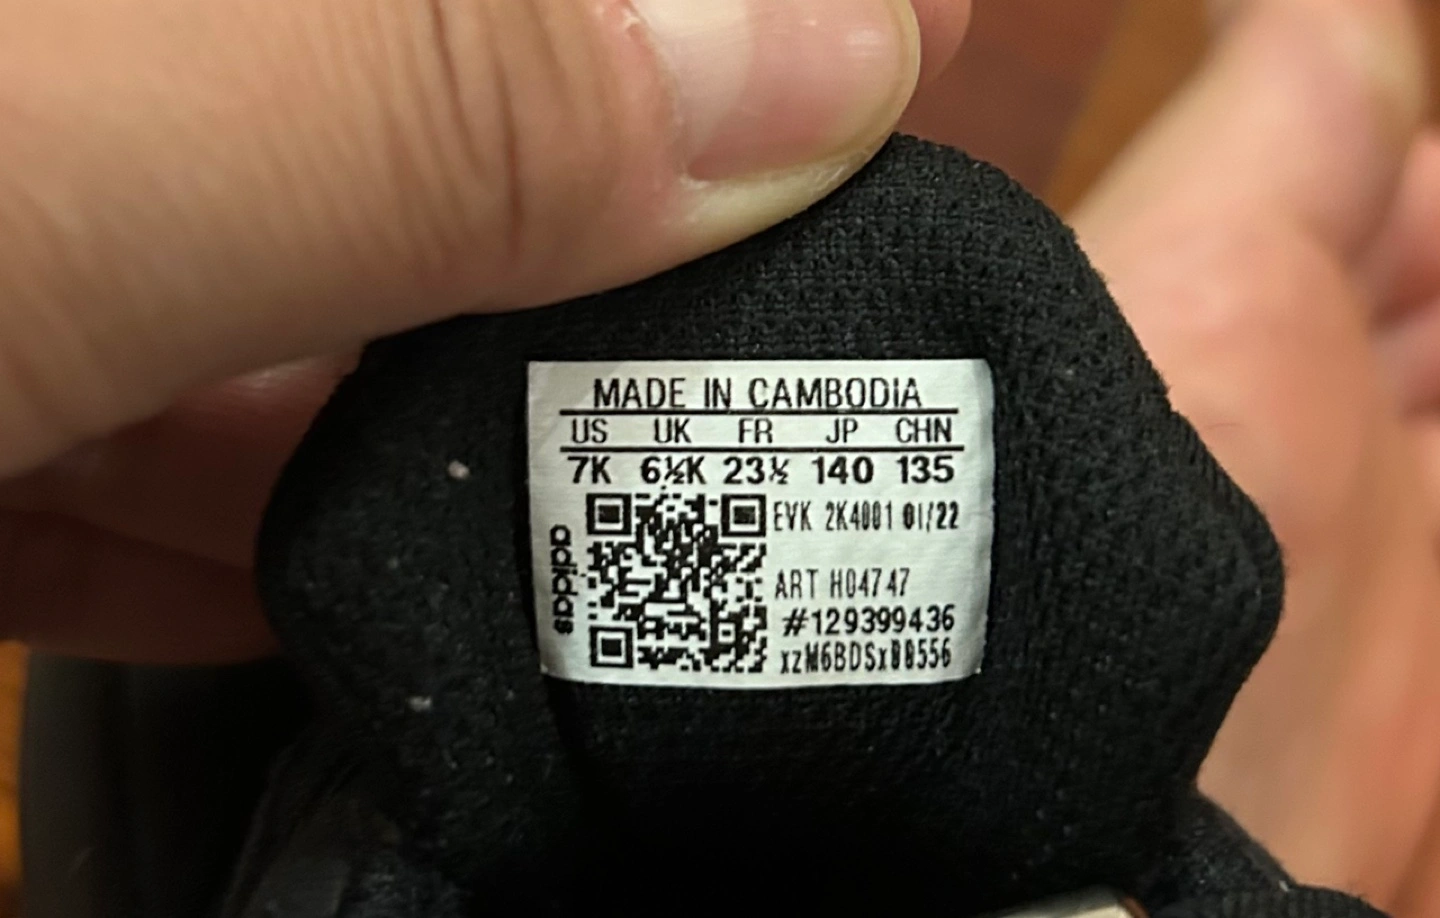 MADE IN CAMBODIA
US UK FR JP CHN
7K 6½K 23½ 140 135
EVK 2K4001 01/22
adidas
ART H04747
#129399436
xzM6BDSxB0556